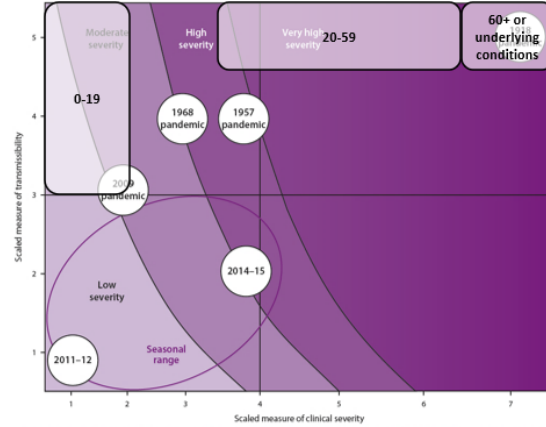 5
4
3
2
1
Scaled measure of transmissibility
Moderate
severity
High
severity
Very high
severity
20-59
60+ or
underlying
conditions
1918
pandemic
0-19
1968
pandemic
1957
pandemic
2009
pandemic
Low
severity
2014–15
2011–12
Seasonal
range
1
2
3
4
5
6
7
Scaled measure of clinical severity